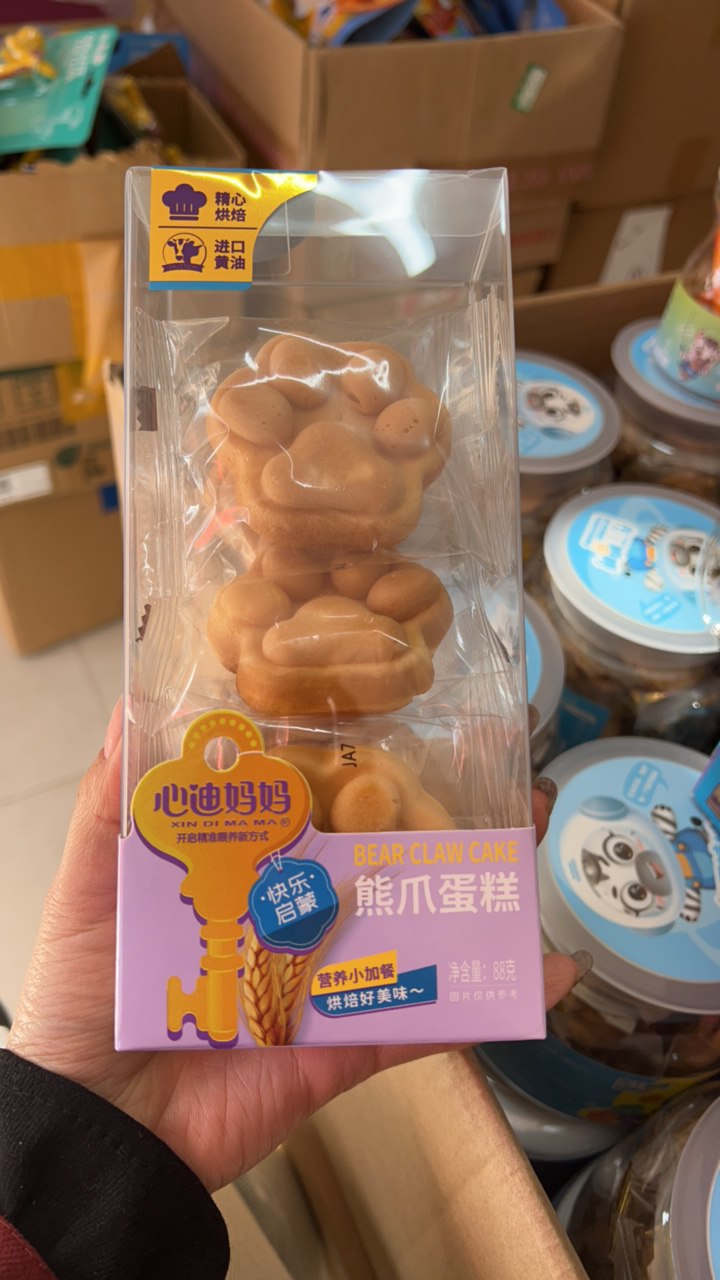 精心
烘焙
进口
黄油
JA7
心迪妈妈
XIN DI MA MA®
开启精准喂养新方式
快乐
启蒙
BEAR CLAW CAKE
熊爪蛋糕
营养小加餐
烘焙好美味～
净含量：88克
图片仅供参考